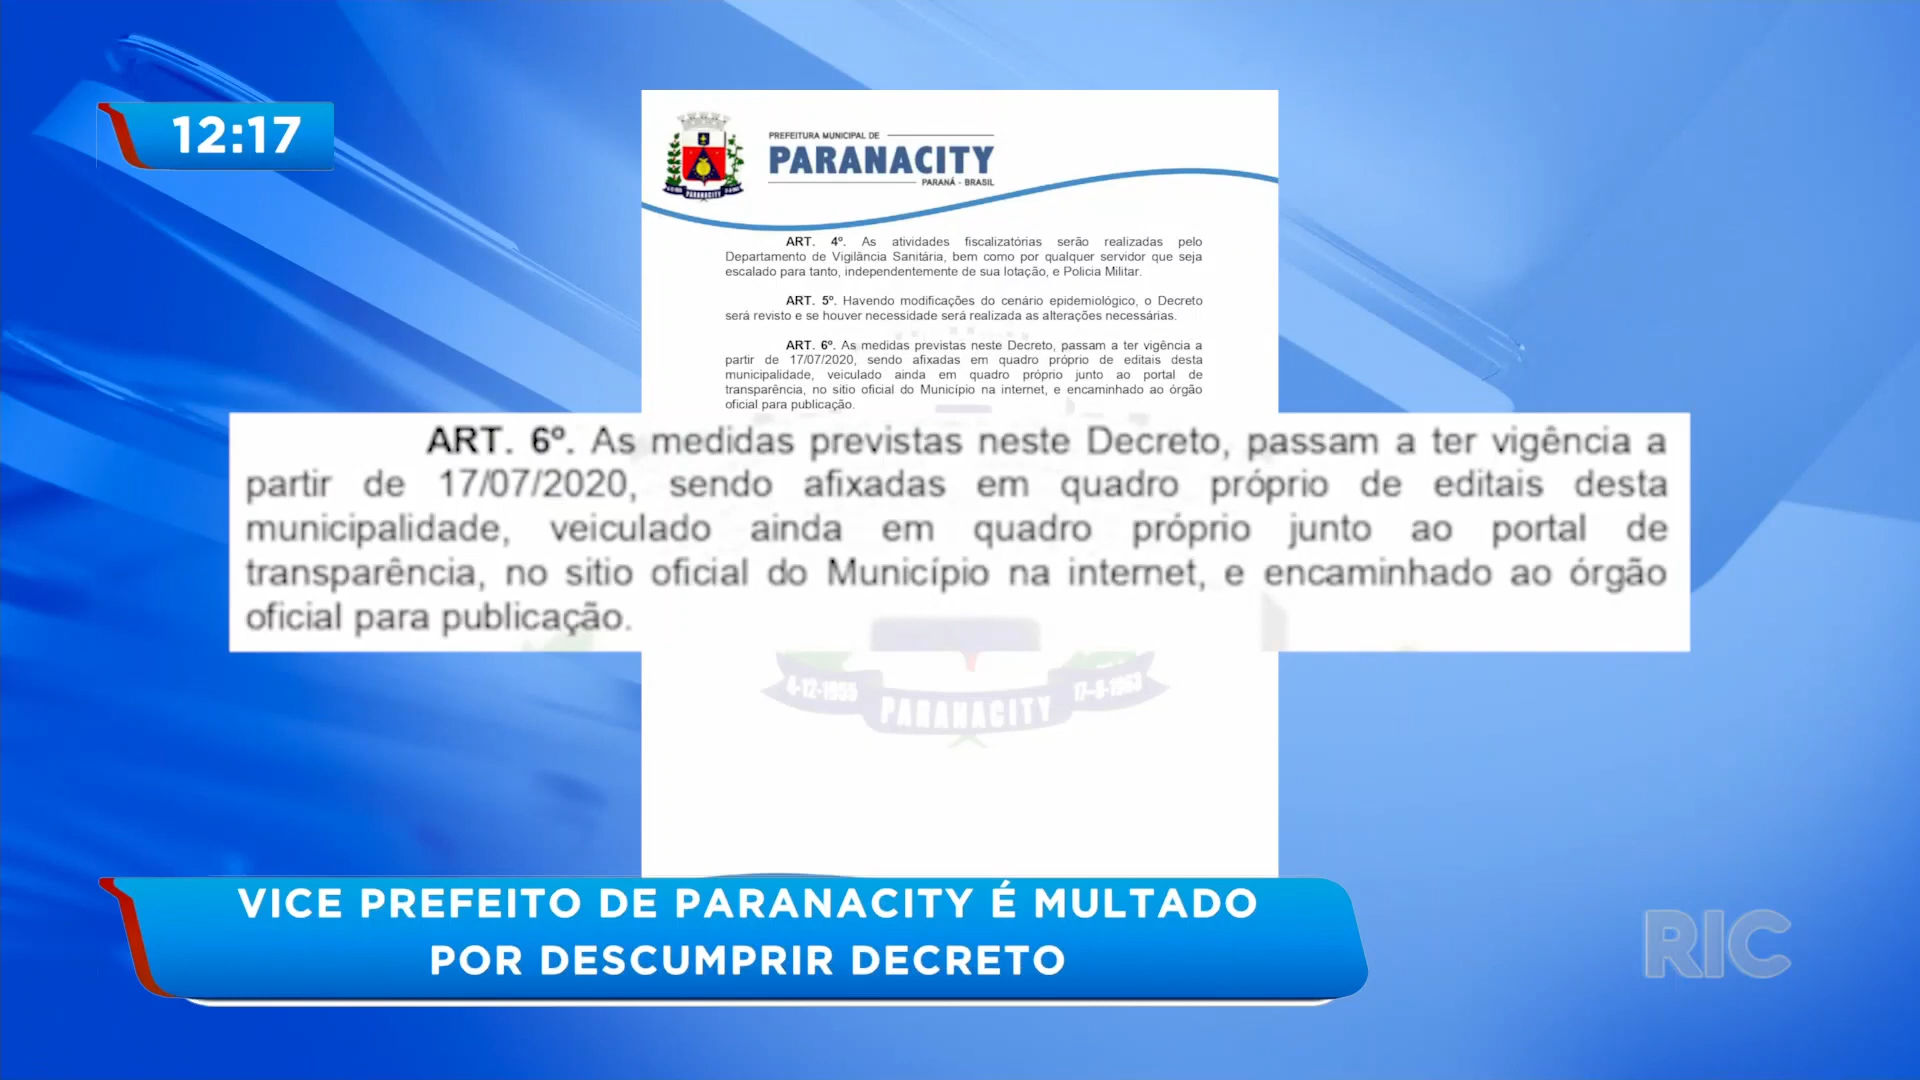 12:17
PREFEITURA MUNICIPAL DE
PARANACITY
PARANÁ - BRASIL
PARANACITY
ART. 4º. As atividades fiscalizatórias serão realizadas pelo
Departamento de Vigilância Sanitária, bem como por qualquer servidor que seja
escalado para tanto, independentemente de sua lotação, e Policia Militar.
ART. 5º. Havendo modificações do cenário epidemiológico, o Decreto
será revisto e se houver necessidade será realizada as alterações necessárias.
ART. 6º. As medidas previstas neste Decreto, passam a ter vigência a
partir de 17/07/2020, sendo afixadas em quadro próprio de editais desta
municipalidade, veiculado ainda em quadro próprio junto ao portal de
transparência, no sitio oficial do Município na internet, e encaminhado ao órgão
oficial para publicação.
ART. 6º. As medidas previstas neste Decreto, passam a ter vigência a
partir de 17/07/2020, sendo afixadas em quadro próprio de editais desta
municipalidade, veiculado ainda em quadro próprio junto ao portal de
transparência, no sitio oficial do Município na internet, e encaminhado ao órgão
oficial para publicação.
4-12-1955 PARANACITY 17-8-1963
VICE PREFEITO DE PARANACITY É MULTADO
POR DESCUMPRIR DECRETO
RIC